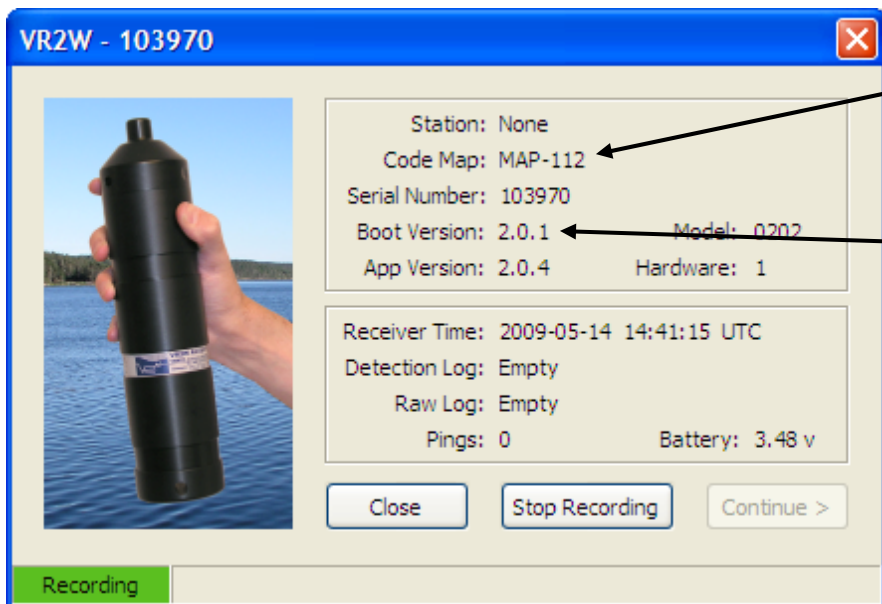 VR2W - 103970
Station: None
Code Map: MAP-112
Serial Number: 103970
Boot Version: 2.0.1 Model: 0202
App Version: 2.0.4 Hardware: 1
Receiver Time: 2009-05-14 14:41:15 UTC
Detection Log: Empty
Raw Log: Empty
Pings: 0 Battery: 3.48 v
Close Stop Recording Continue >
Recording